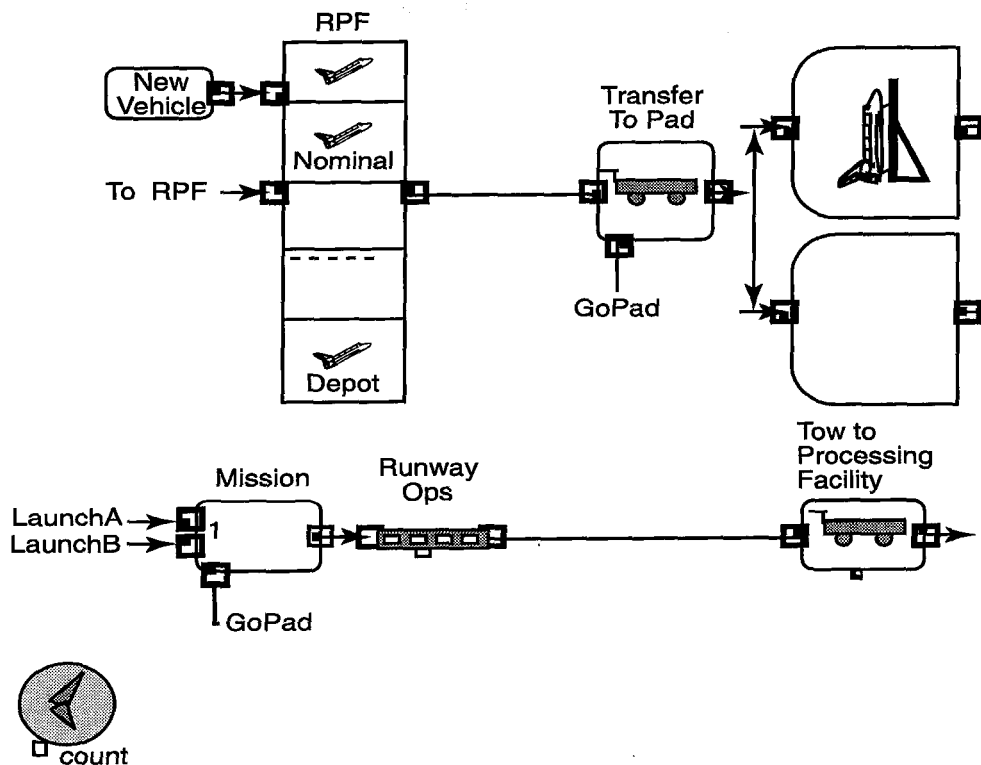 RPF
New
Vehicle
Nominal
To RPF
Depot
Transfer
To Pad
GoPad
Mission
LaunchA
LaunchB
1
GoPad
Runway
Ops
Tow to
Processing
Facility
count